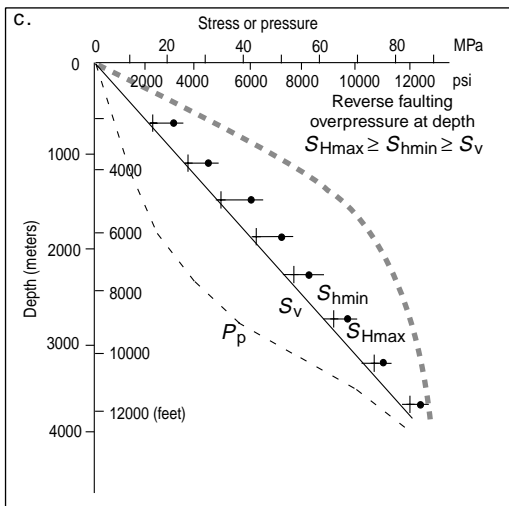 c.
Stress or pressure
0 20 40 60 80 MPa
0 2000 4000 6000 8000 10000 12000 psi
Reverse faulting
overpressure at depth
SHmax ≥ Shmin ≥ Sv
1000
4000
6000
2000
8000
3000
10000
12000 (feet)
4000
Depth (meters)
Sv
Shmin
SHmax
Pp